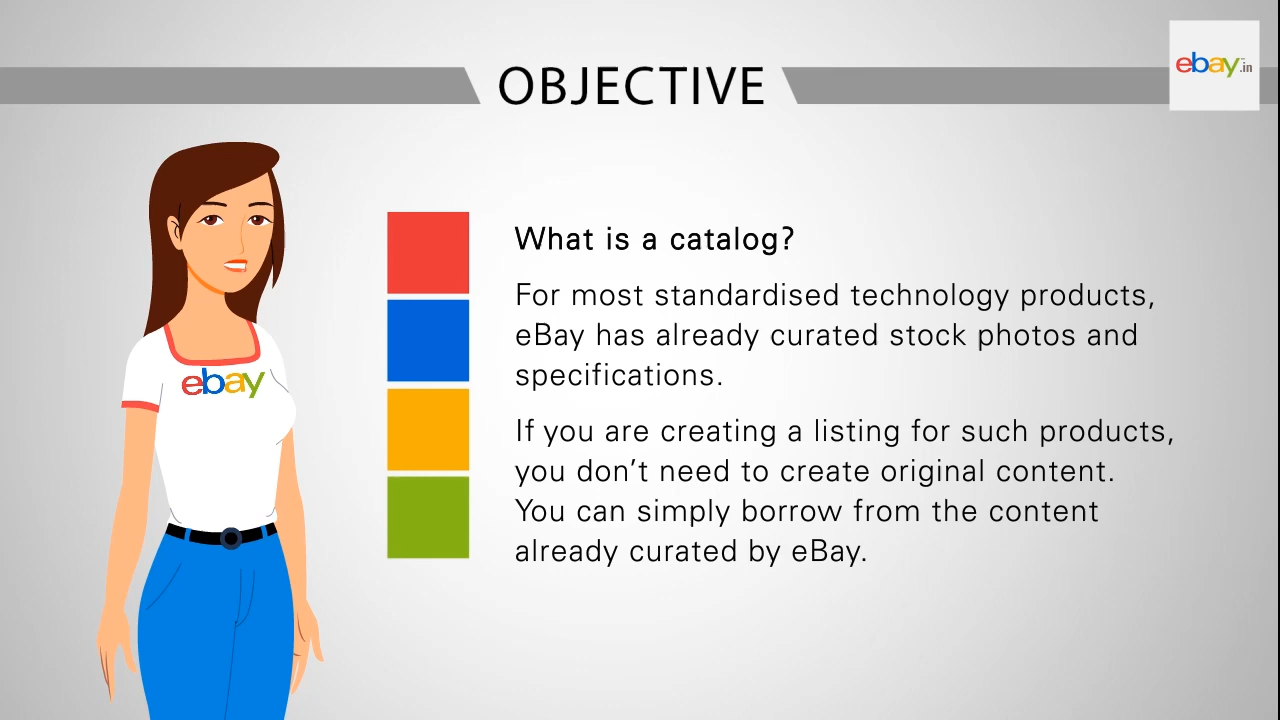 OBJECTIVE
ebay.in
What is a catalog?
For most standardised technology products,
eBay has already curated stock photos and
specifications.
ebay
If you are creating a listing for such products,
you don't need to create original content.
You can simply borrow from the content
already curated by eBay.